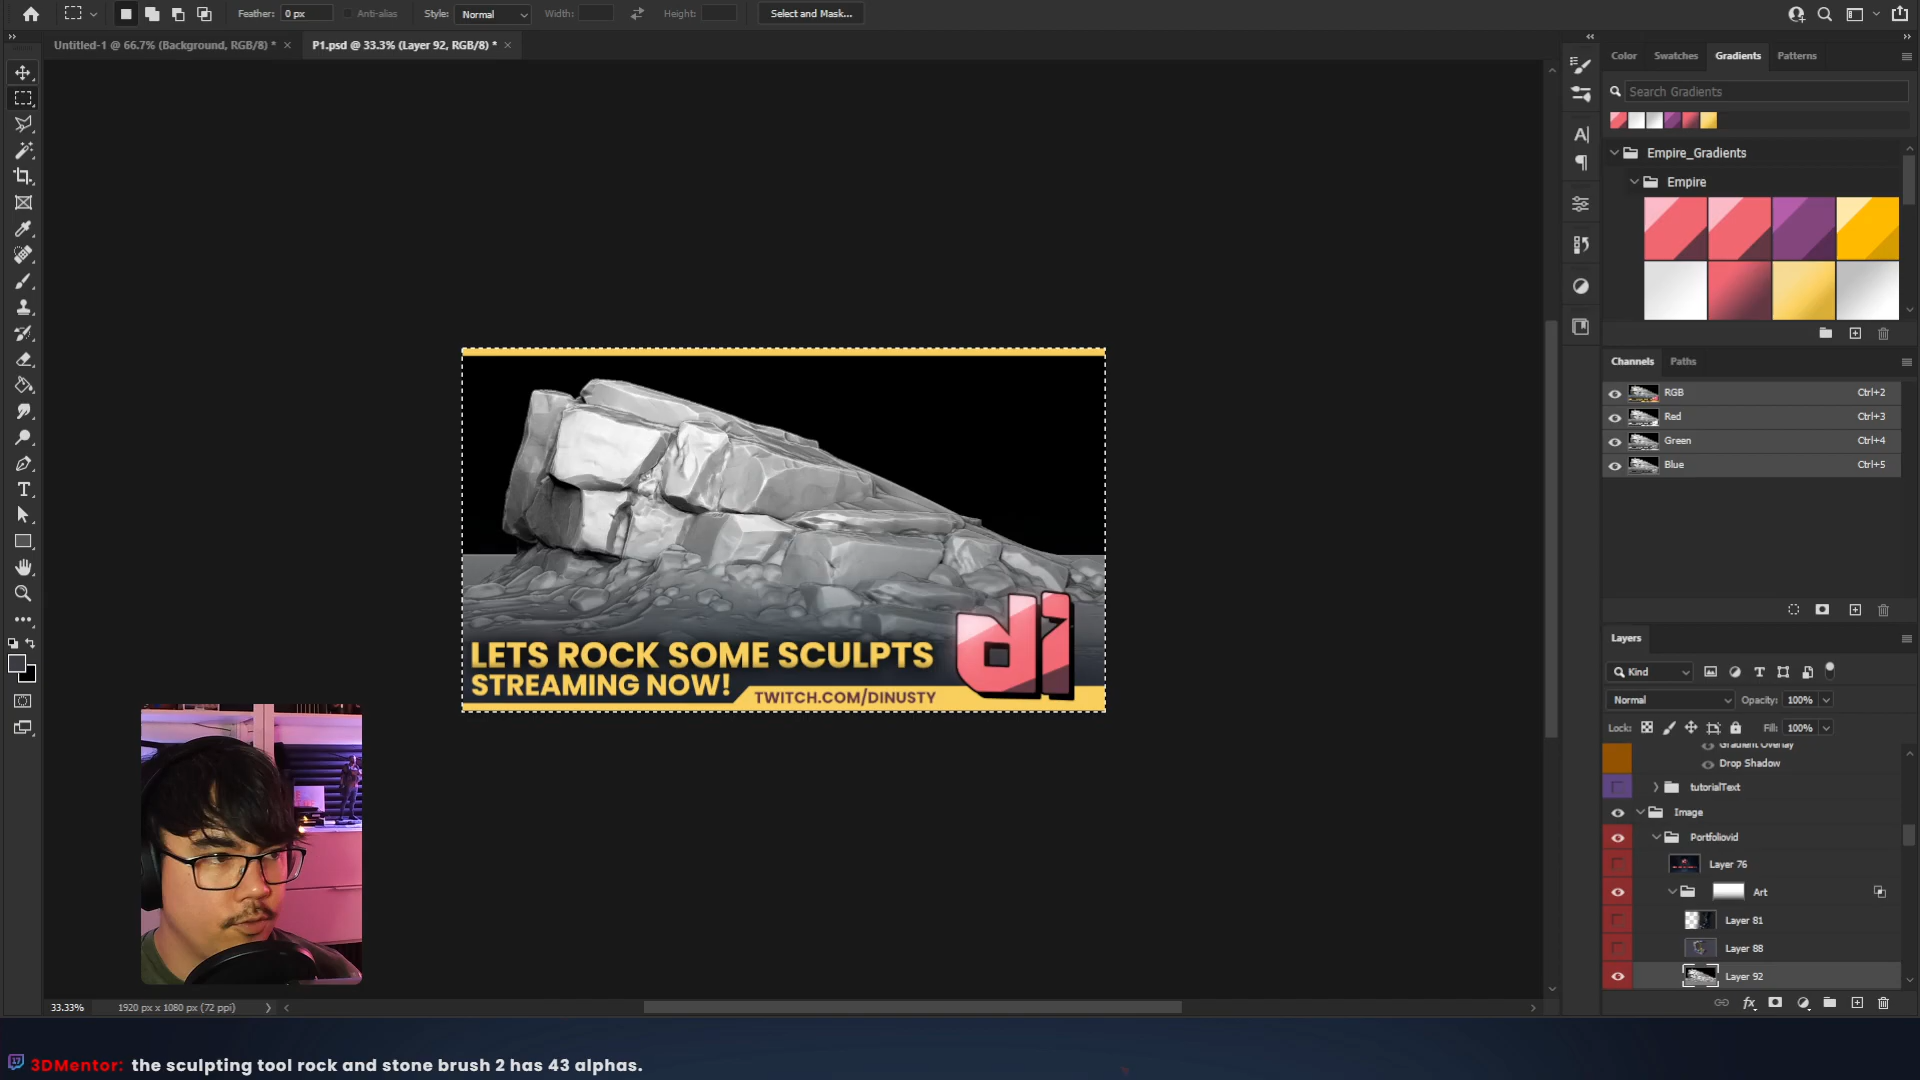 Feather:
0 px
Anti-alias
Style:
Normal
Width:
Height:
Select and Mask...
Untitled-1 @ 66.7% (Background, RGB/8) *
P1.psd @ 33.3% (Layer 92, RGB/8) *
Color
Swatches
Gradients
Patterns
Search Gradients
Empire_Gradients
Empire
Channels
Paths
RGB
Ctrl+2
Red
Ctrl+3
Green
Ctrl+4
Blue
Ctrl+5
LETS ROCK SOME SCULPTS
STREAMING NOW!
TWITCH.COM/DINUSTY
di
Layers
Kind
Normal
Opacity:
100%
Lock:
Fill:
100%
Gradient Overlay
Drop Shadow
tutorialText
Image
Portfoliovid
Layer 76
Art
Layer 81
Layer 88
Layer 92
33.33%
1920 px x 1080 px (72 ppi)
3DMentor: the sculpting tool rock and stone brush 2 has 43 alphas.